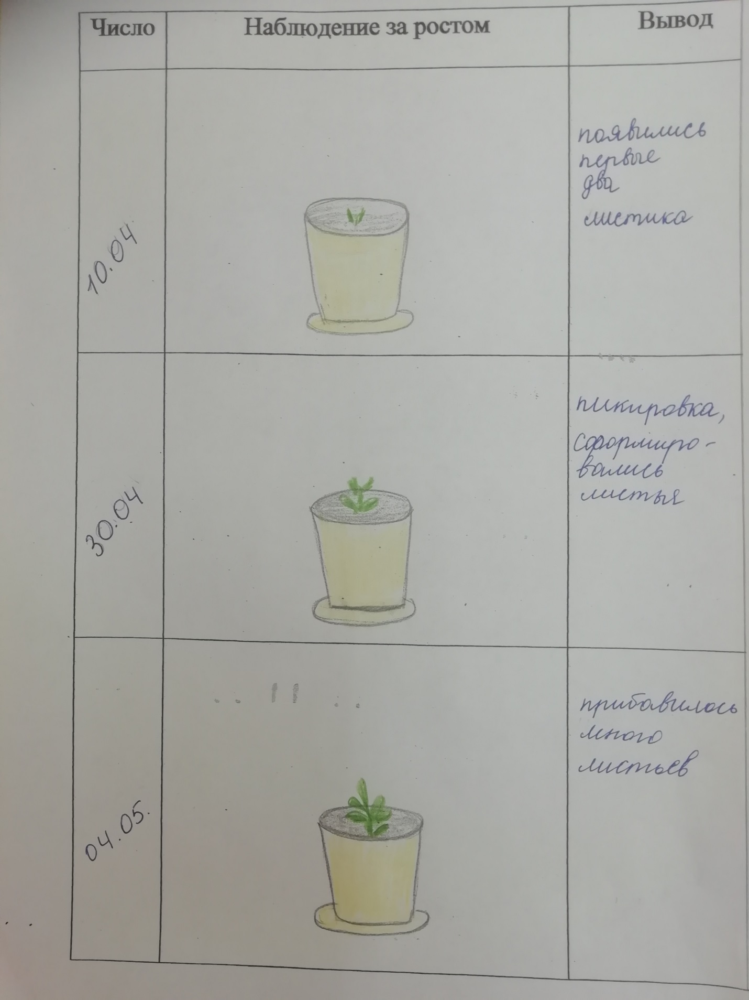 Число Наблюдение за ростом Вывод
10.04
появились
первые
два
листика
30.04
пикировка,
сформиро-
вались
листья
04.05.
прибавилось
много
листьев